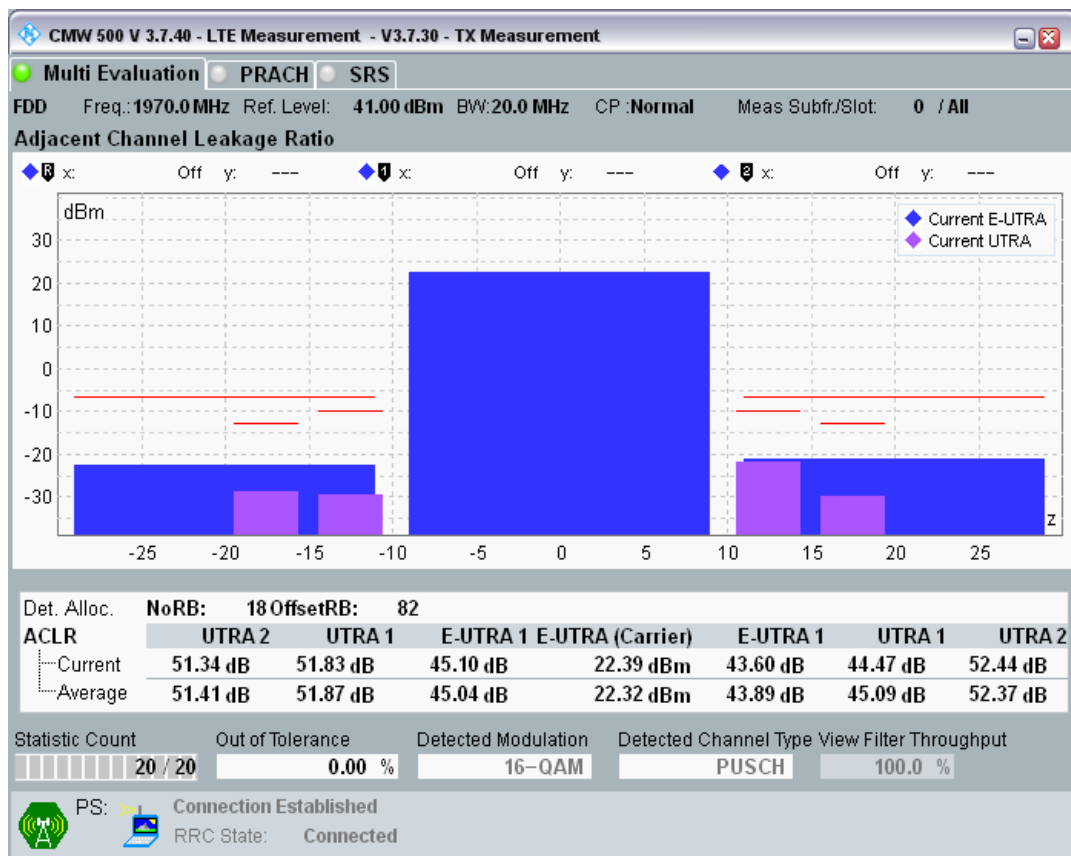 CMW 500 V 3.7.40 - LTE Measurement - V3.7.30 - TX Measurement
Multi Evaluation PRACH SRS
FDD Freq.:1970.0 MHz Ref. Level: 41.00 dBm BW:20.0 MHz CP :Normal Meas Subfr./Slot: 0 / All
Adjacent Channel Leakage Ratio
R x: Off y: --- 1 x: Off y: --- 2 x: Off y: ---
dBm
Current E-UTRA
Current UTRA
30
20
10
0
-10
-20
-30
z
-25 -20 -15 -10 -5 0 5 10 15 20 25
Det. Alloc. NoRB: 18 OffsetRB: 82
ACLR UTRA 2 UTRA 1 E-UTRA 1 E-UTRA (Carrier) E-UTRA 1 UTRA 1 UTRA 2
Current 51.34 dB 51.83 dB 45.10 dB 22.39 dBm 43.60 dB 44.47 dB 52.44 dB
Average 51.41 dB 51.87 dB 45.04 dB 22.32 dBm 43.89 dB 45.09 dB 52.37 dB
Statistic Count Out of Tolerance Detected Modulation Detected Channel Type View Filter Throughput
20 / 20 0.00 % 16-QAM PUSCH 100.0 %
PS: Connection Established
RRC State: Connected